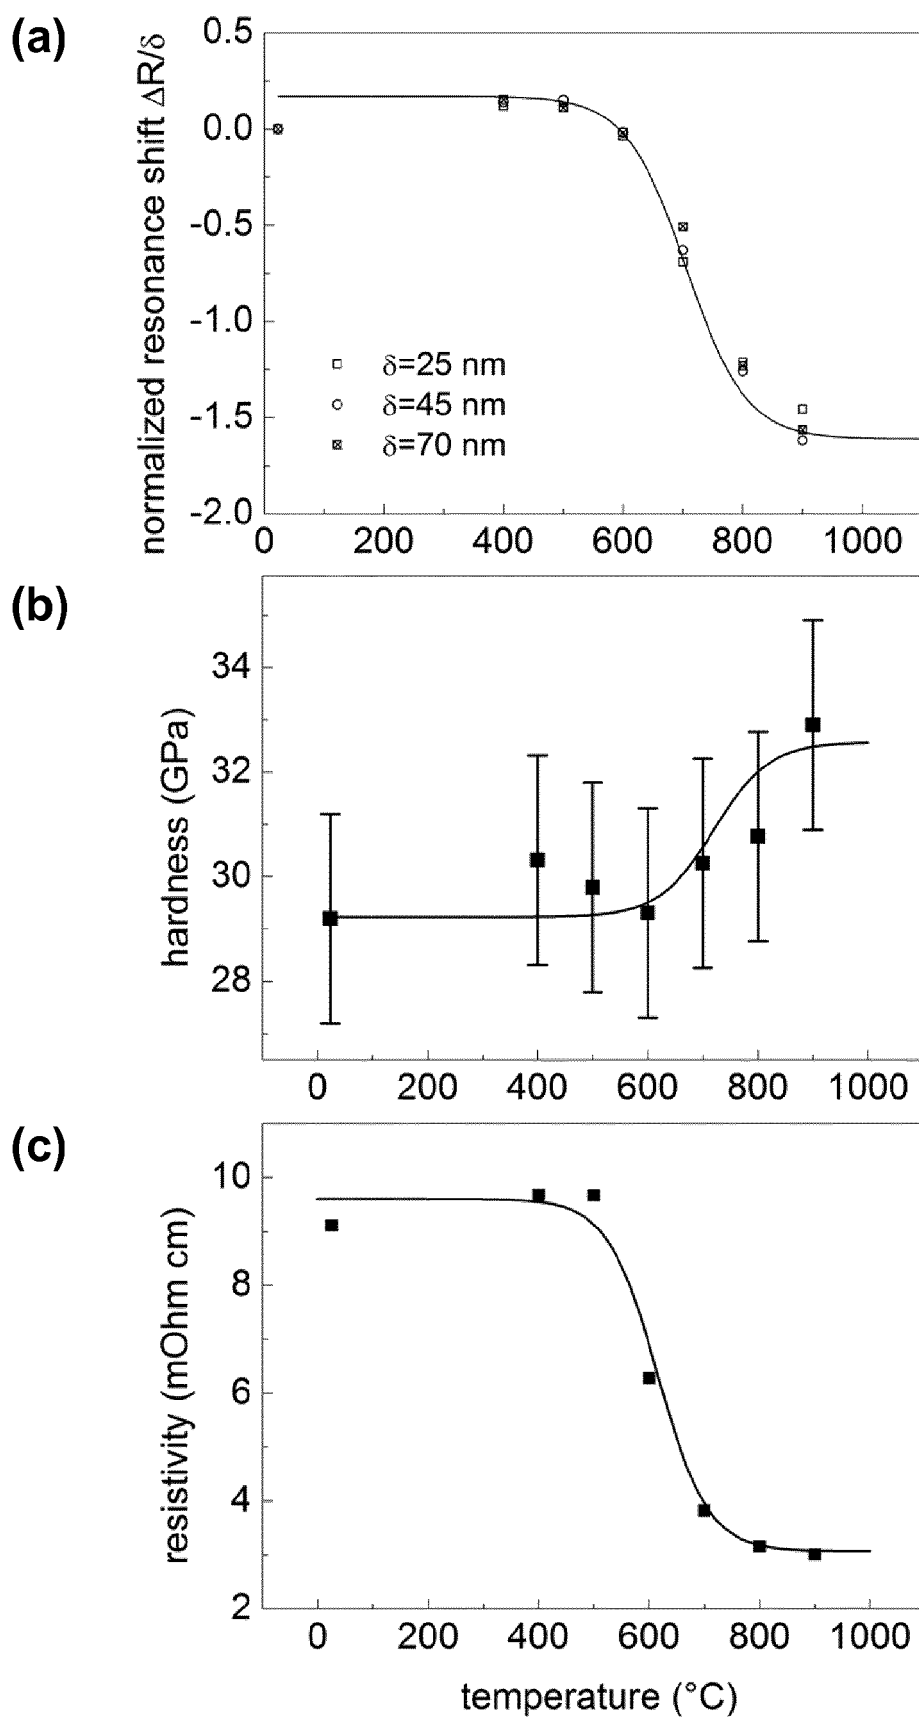 (a)
normalized resonance shift ΔR/δ
0.5
0.0
-0.5
-1.0
-1.5
-2.0
δ=25 nm
δ=45 nm
δ=70 nm
0 200 400 600 800 1000
(b)
hardness (GPa)
34
32
30
28
0 200 400 600 800 1000
(c)
resistivity (mOhm cm)
10
8
6
4
2
0 200 400 600 800 1000
temperature (°C)